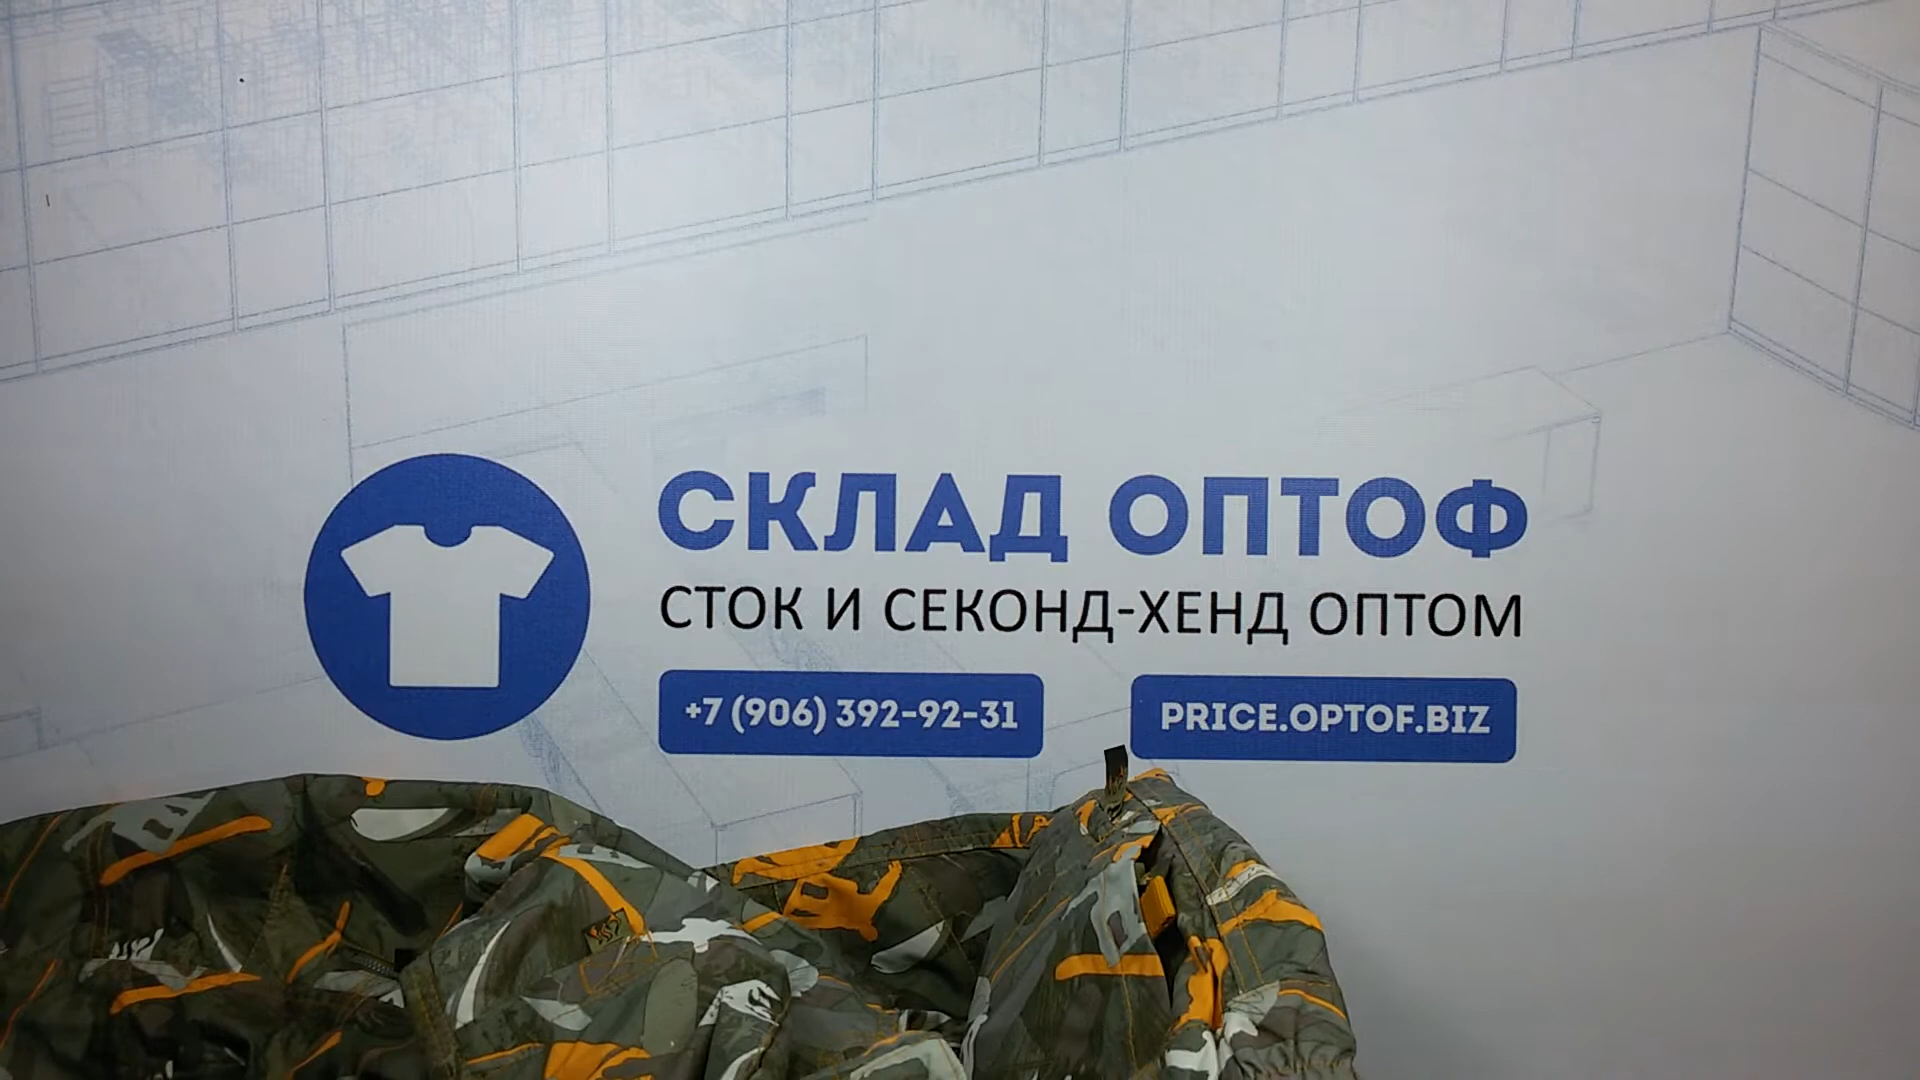 СКЛАД ОПТОФ
СТОК И СЕКОНД-ХЕНД ОПТОМ
+7 (906) 392-92-31
PRICE.OPTOF.BIZ